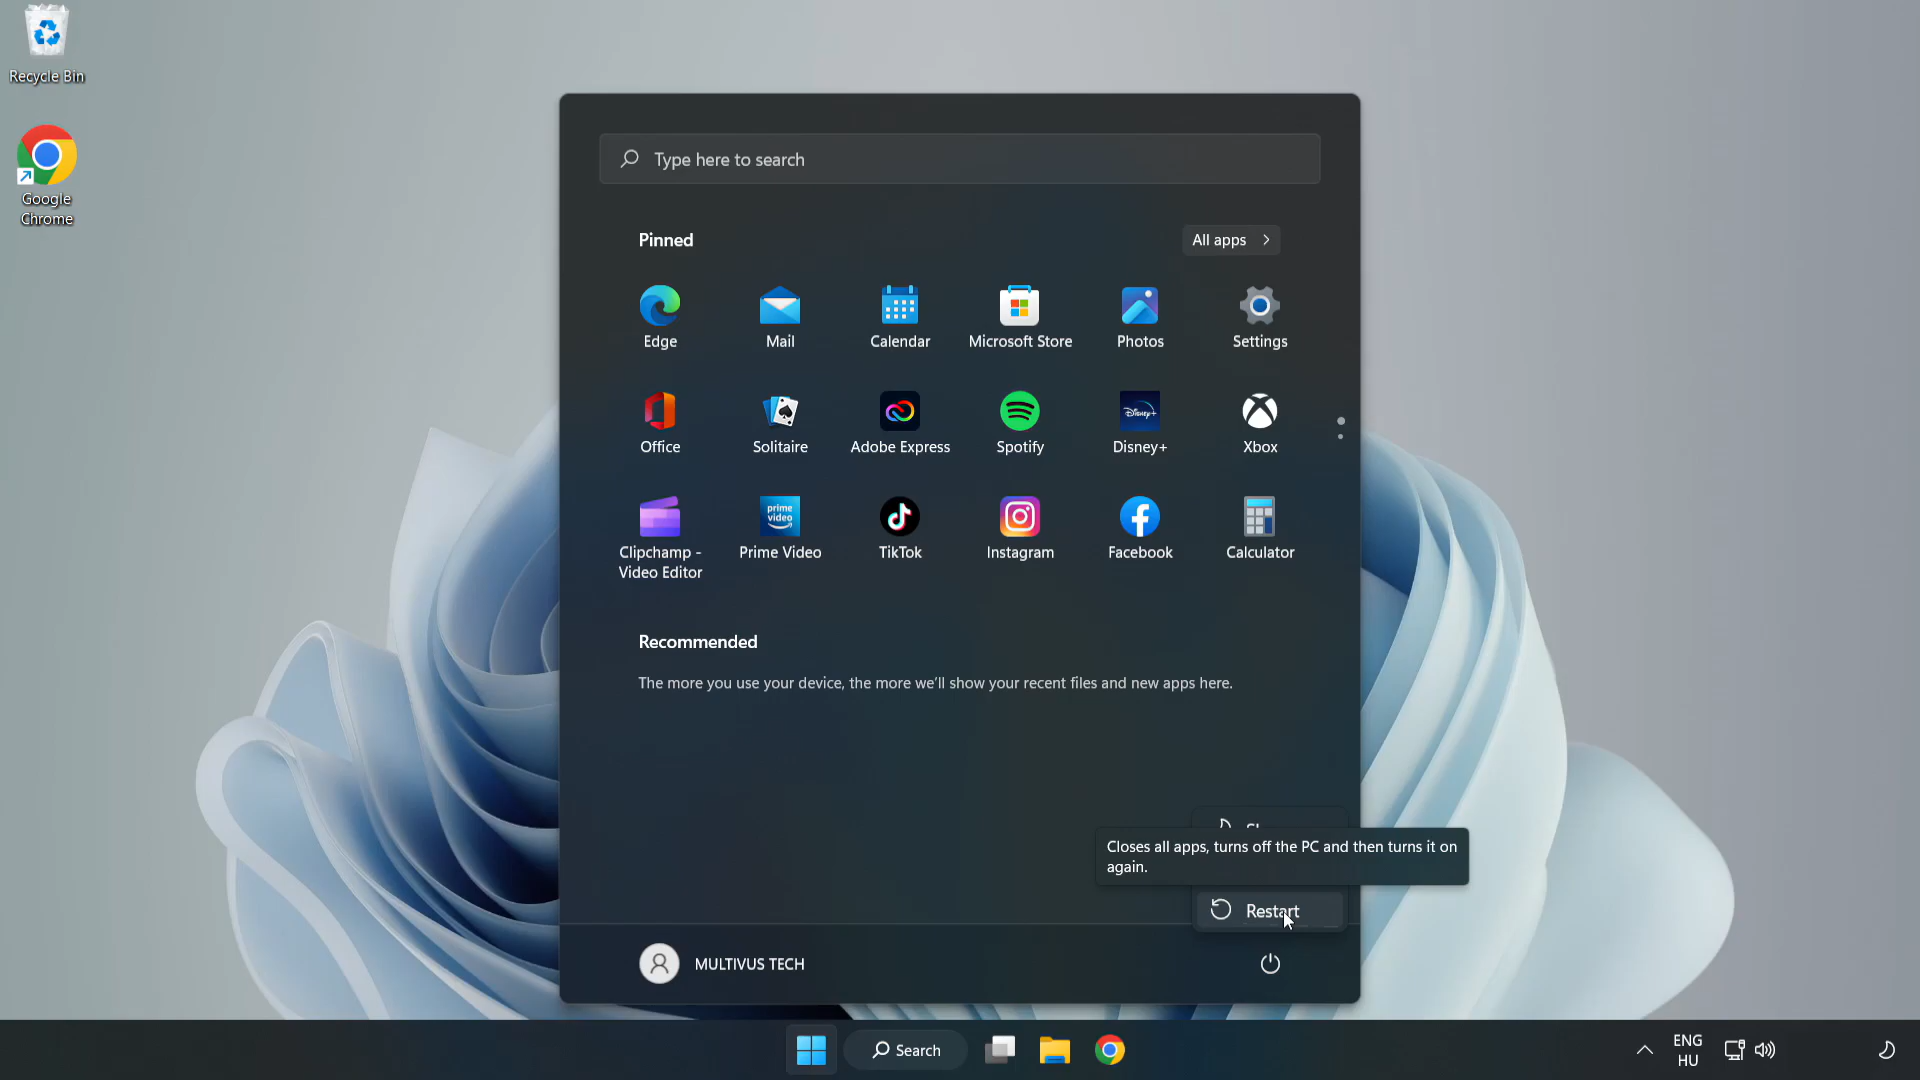 Recycle Bin
Google
Chrome
Type here to search
Pinned
All apps
Edge
Mail
Calendar
Microsoft Store
Photos
Settings
Office
Solitaire
Disney+
Adobe Express
Spotify
Disney+
Xbox
prime
video
Clipchamp -
Video Editor
Prime Video
TikTok
Instagram
Facebook
Calculator
Recommended
The more you use your device, the more we'll show your recent files and new apps here.
Closes all apps, turns off the PC and then turns it on
again.
Restart
MULTIVUS TECH
Search
ENG
HU